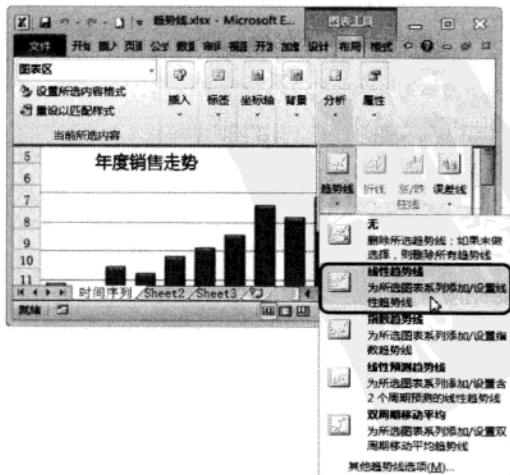 趋势线.xlsx - Microsoft E...
图表工具
文件 开始 插入 页面 公式 数据 审阅 视图 开发 加载 设计 布局 格式
图表区
设置所选内容格式
重设以匹配样式
当前所选内容
插入 标签 坐标轴 背景 分析 属性
年度销售走势
5
6
7
8
9
10
11
趋势线 折线 涨/跌柱线 误差线
时间序列 Sheet2 Sheet3
就绪
无
删除所选趋势线；如果未做
选择，则删除所有趋势线
线性趋势线
为所选图表系列添加/设置线
性趋势线
指数趋势线
为所选图表系列添加/设置指
数趋势线
线性预测趋势线
为所选图表系列添加/设置含
2 个周期预测的线性趋势线
双周期移动平均
为所选图表系列添加/设置双
周期移动平均趋势线
其他趋势线选项(M)...